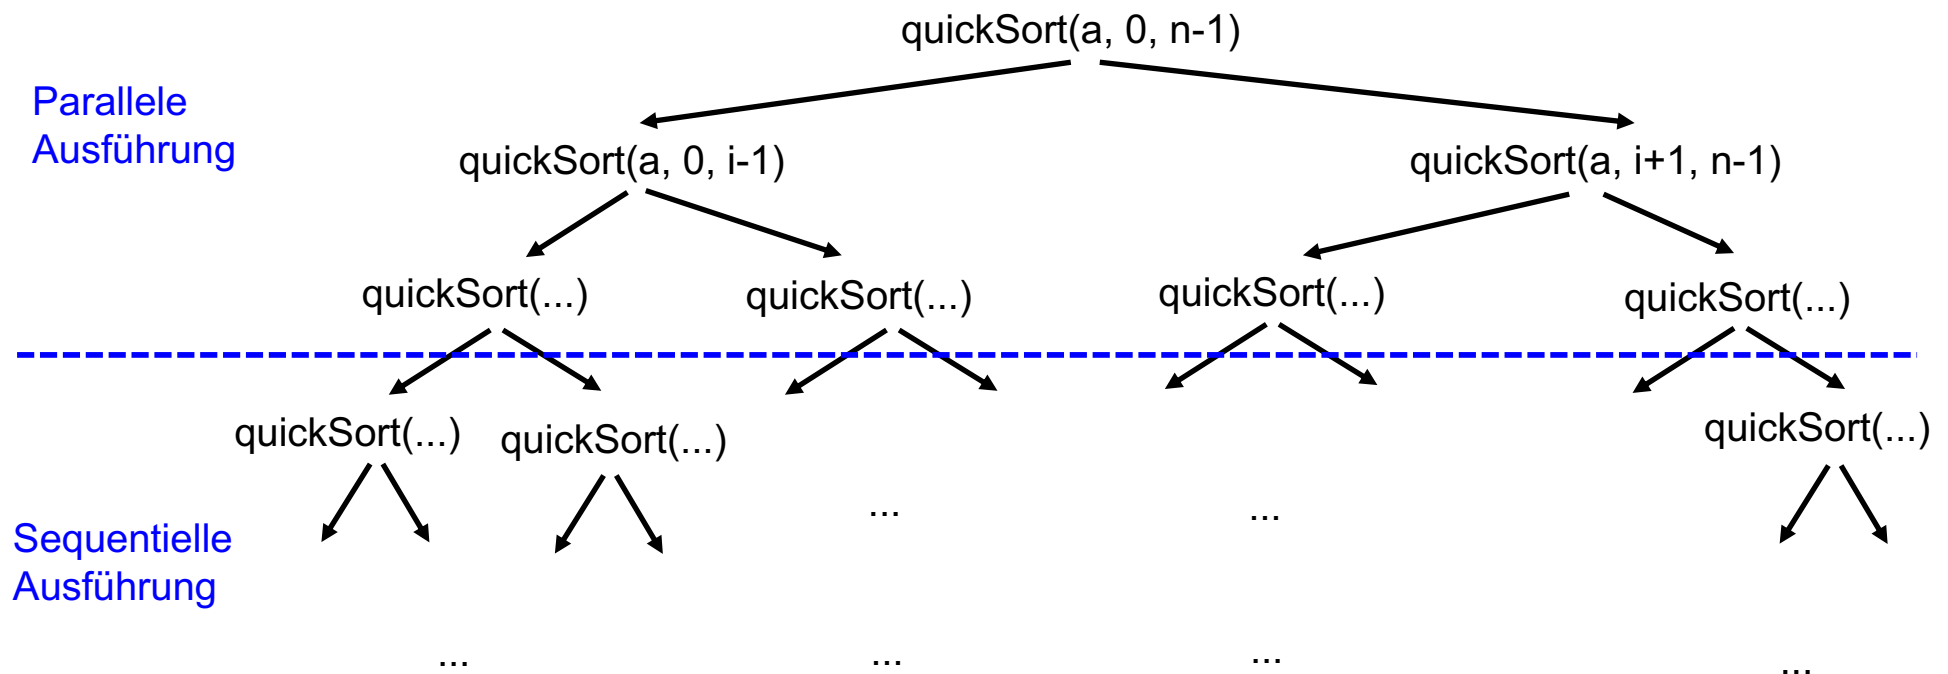 quickSort(a, 0, n-1)
Parallele
Ausführung
quickSort(a, 0, i-1)
quickSort(a, i+1, n-1)
quickSort(...)
quickSort(...)
quickSort(...)
quickSort(...)
quickSort(...)
quickSort(...)
quickSort(...)
...
...
Sequentielle
Ausführung
...
...
...
...